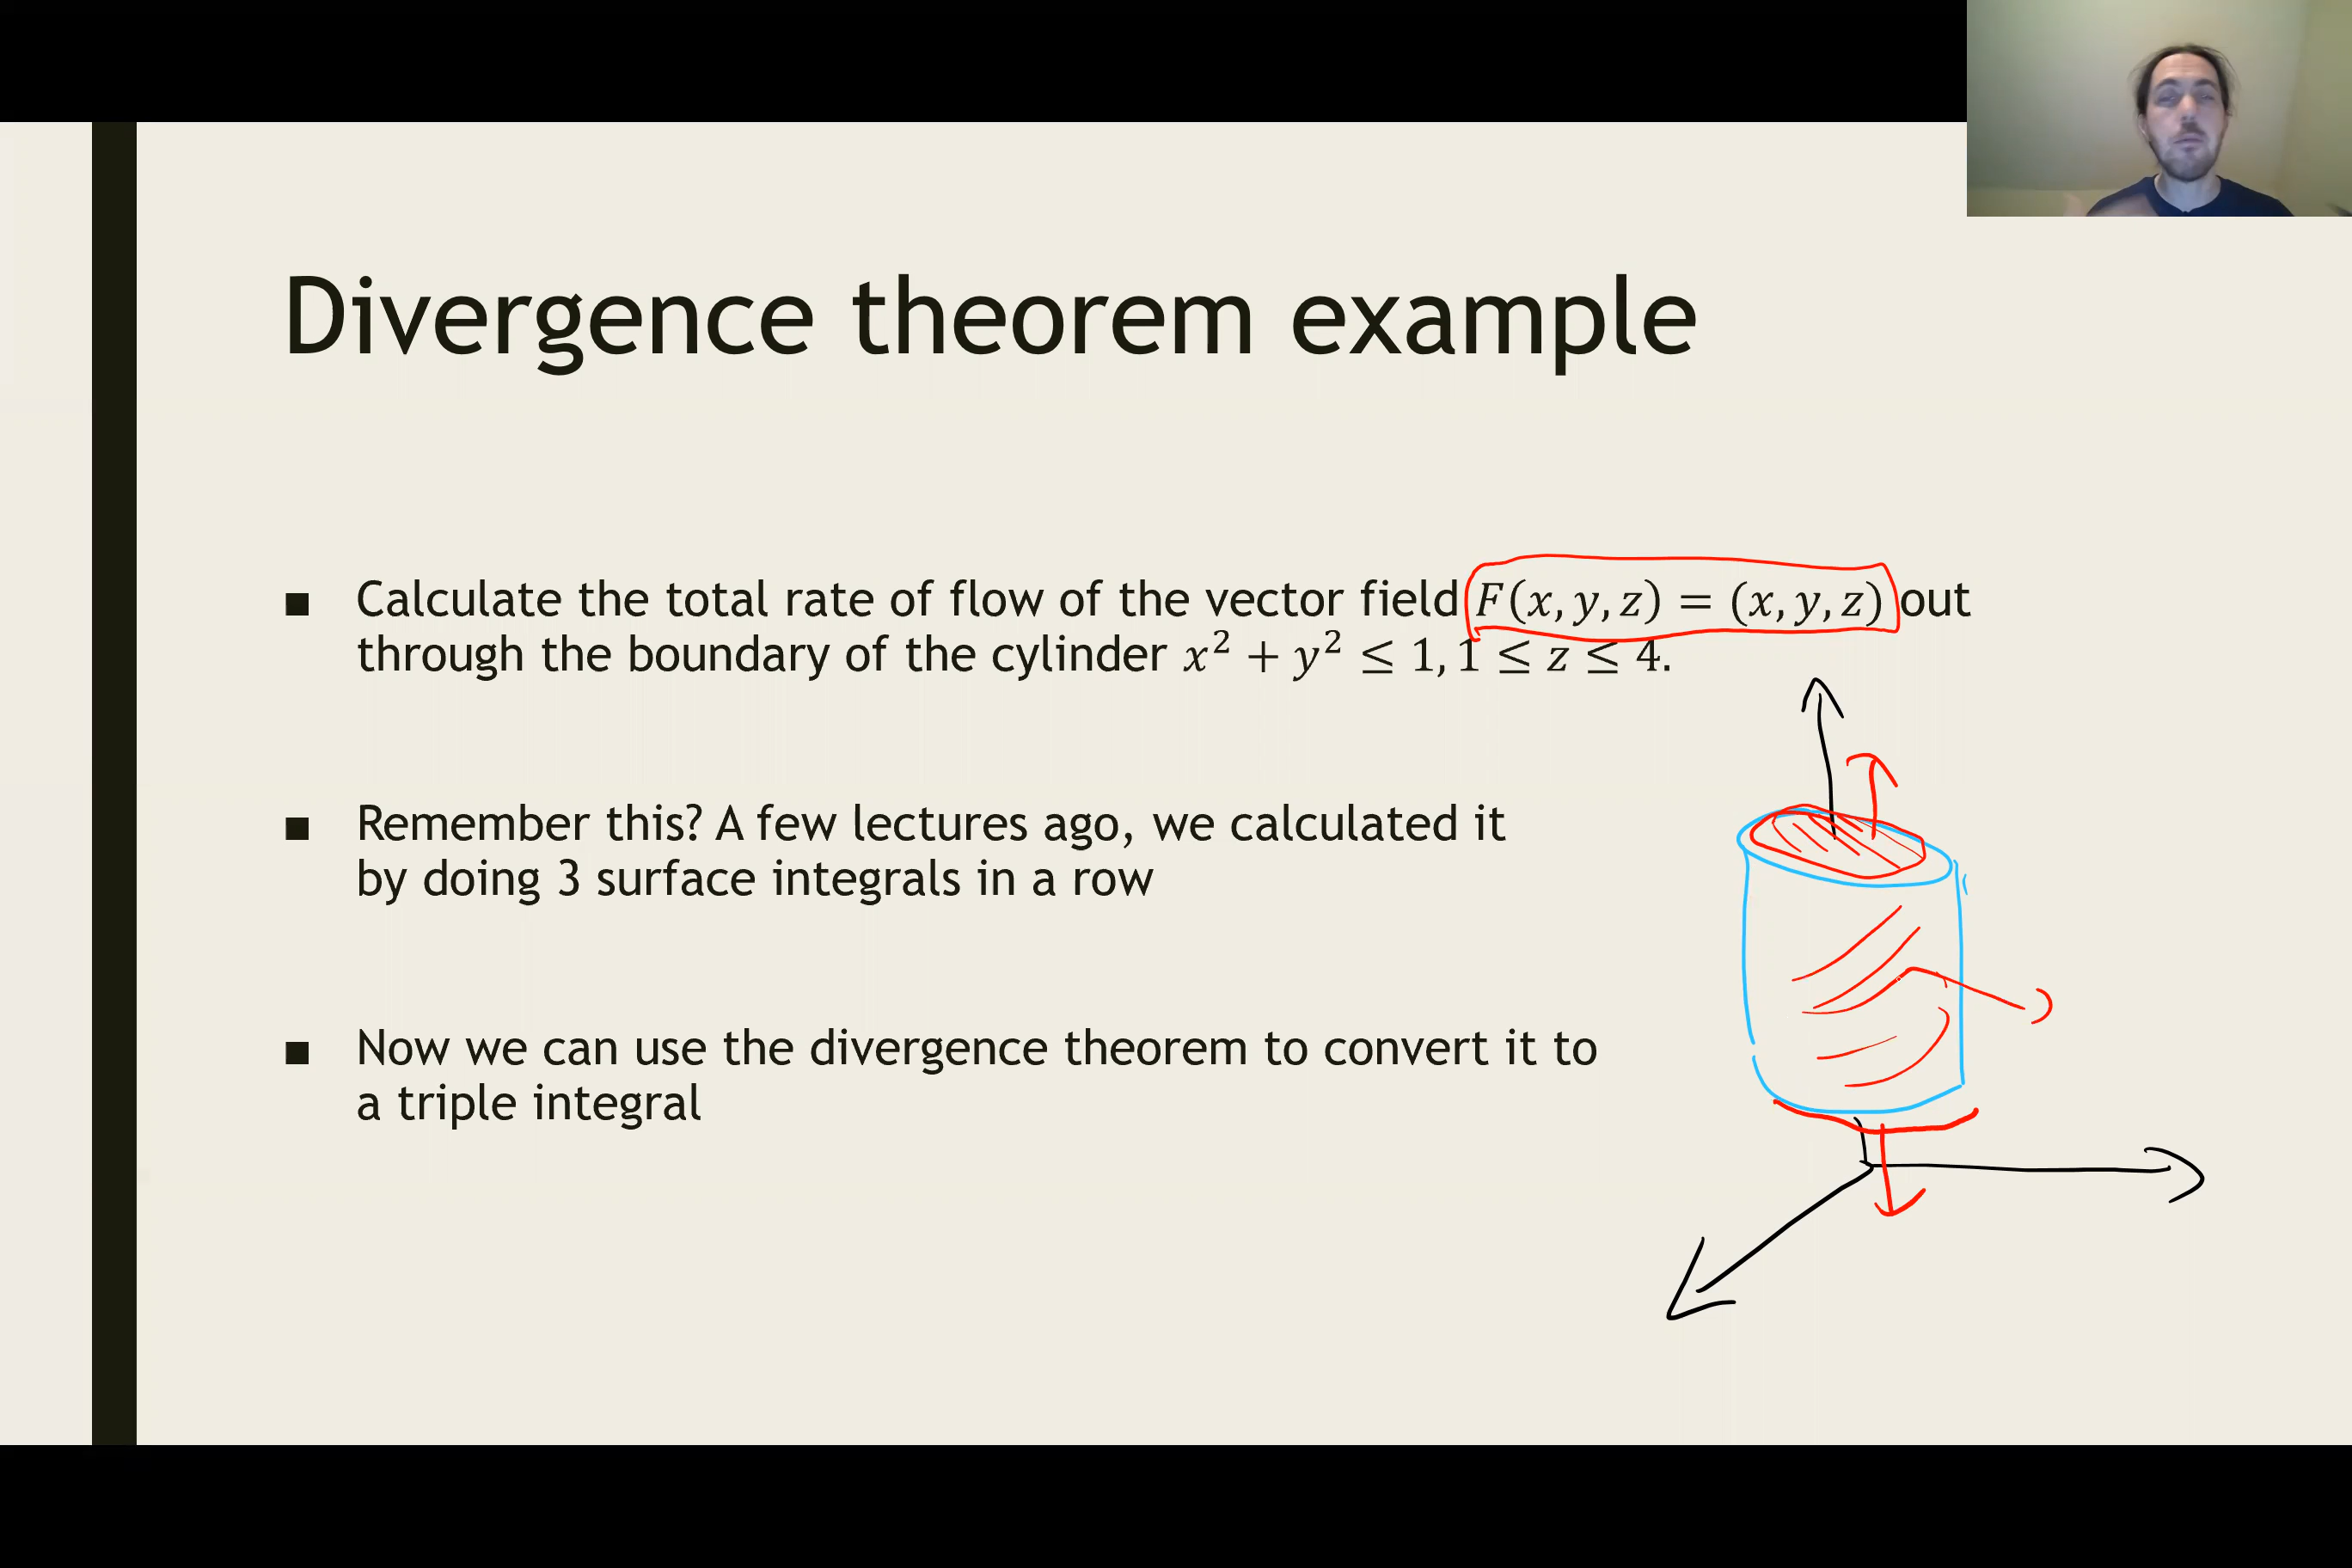 Divergence theorem example
■ Calculate the total rate of flow of the vector field F(x, y, z) = (x, y, z) out
through the boundary of the cylinder x² + y² ≤ 1, 1 ≤ z ≤ 4.
■ Remember this? A few lectures ago, we calculated it
by doing 3 surface integrals in a row
■ Now we can use the divergence theorem to convert it to
a triple integral